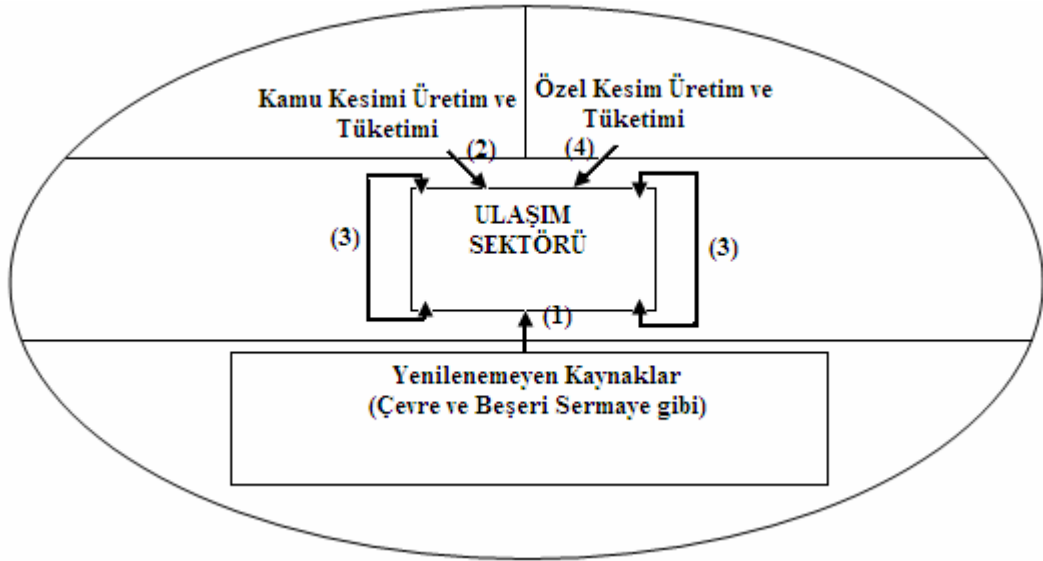 Kamu Kesimi Üretim ve
Tüketimi
Özel Kesim Üretim ve
Tüketimi
(2)
(4)
ULAŞIM
SEKTÖRÜ
(3)
(3)
(1)
Yenilenemeyen Kaynaklar
(Çevre ve Beşeri Sermaye gibi)